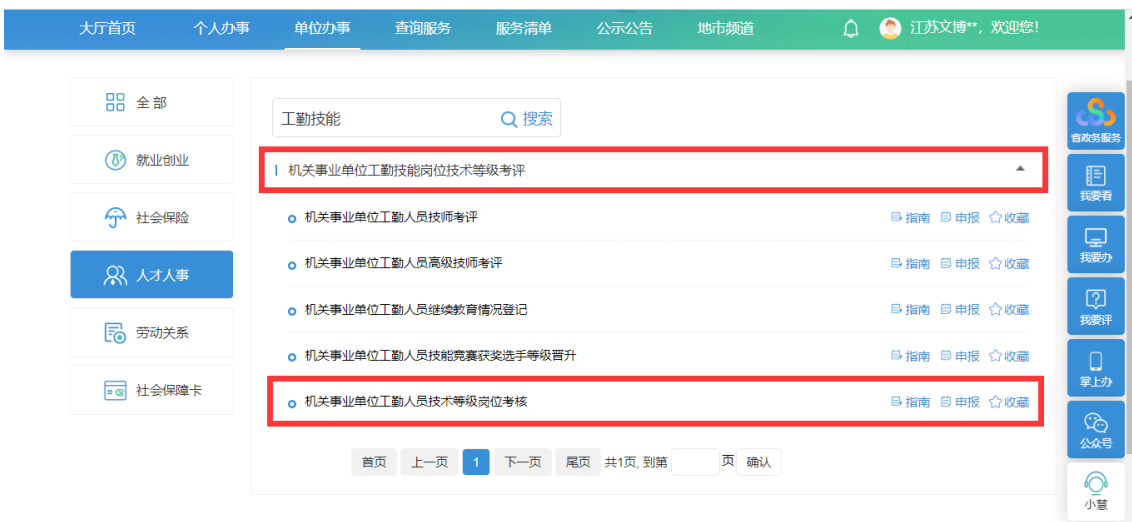 大厅首页 个人办事 单位办事 查询服务 服务清单 公示公告 地市频道 江苏文博**，欢迎您!
全部
就业创业
社会保险
人才人事
劳动关系
社会保障卡
工勤技能 搜索
机关事业单位工勤技能岗位技术等级考评
机关事业单位工勤人员技师考评 指南 申报 收藏
机关事业单位工勤人员高级技师考评 指南 申报 收藏
机关事业单位工勤人员继续教育情况登记 指南 申报 收藏
机关事业单位工勤人员技能竞赛获奖选手等级晋升 指南 申报 收藏
机关事业单位工勤人员技术等级岗位考核 指南 申报 收藏
首页 上一页 1 下一页 尾页 共1页, 到第 页 确认
省政务服务
我要看
我要办
我要评
掌上办
公众号
小慧